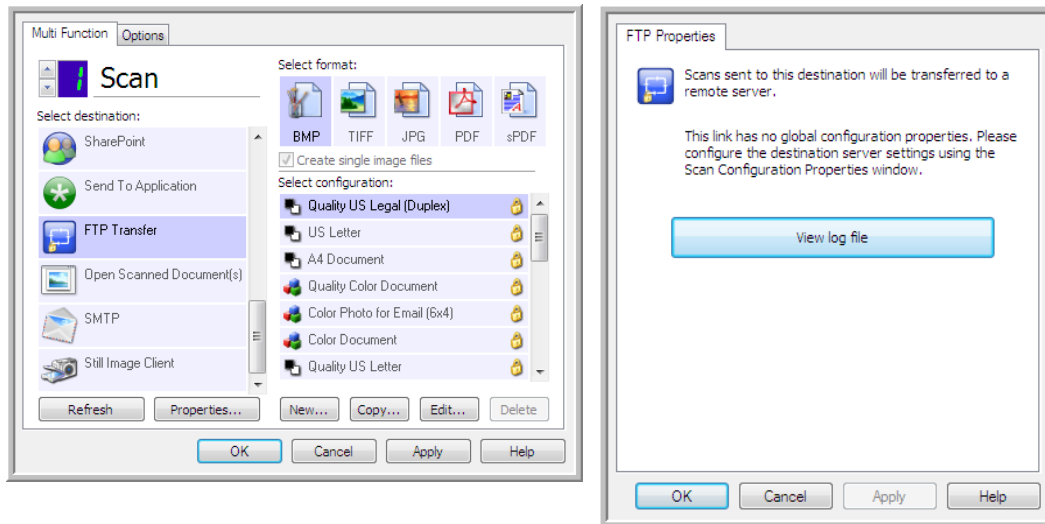 Multi Function
Options
1
Scan
Select destination:
SharePoint
Send To Application
FTP Transfer
Open Scanned Document(s)
SMTP
Still Image Client
Refresh
Properties...
Select format:
BMP
TIFF
JPG
PDF
sPDF
Create single image files
Select configuration:
Quality US Legal (Duplex)
US Letter
A4 Document
Quality Color Document
Color Photo for Email (6x4)
Color Document
Quality US Letter
New...
Copy...
Edit...
Delete
OK
Cancel
Apply
Help
FTP Properties
Scans sent to this destination will be transferred to a
remote server.
This link has no global configuration properties. Please
configure the destination server settings using the
Scan Configuration Properties window.
View log file
OK
Cancel
Apply
Help